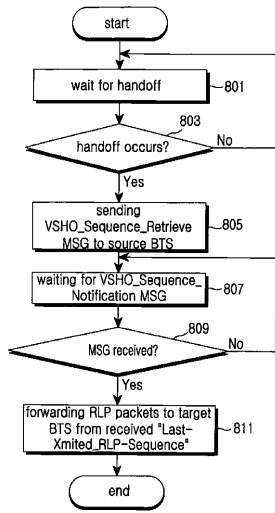 start
wait for handoff
801
803
handoff occurs?
No
Yes
sending
VSHO_Sequence_Retrieve
MSG to source BTS
805
waiting for VSHO_Sequence_
Notification MSG
807
809
MSG received?
No
Yes
forwarding RLP packets to target
BTS from received "Last-
Xmited_RLP-Sequence"
811
end